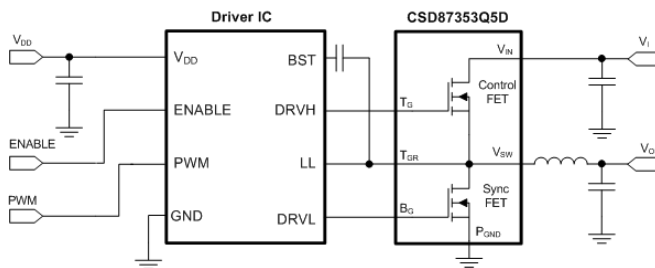 Driver IC
CSD87353Q5D
VDD
VDD
BST
VIN
VI
ENABLE
DRVH
TG
Control
FET
ENABLE
PWM
LL
TGR
VSW
VO
PWM
GND
DRVL
BG
Sync
FET
PGND